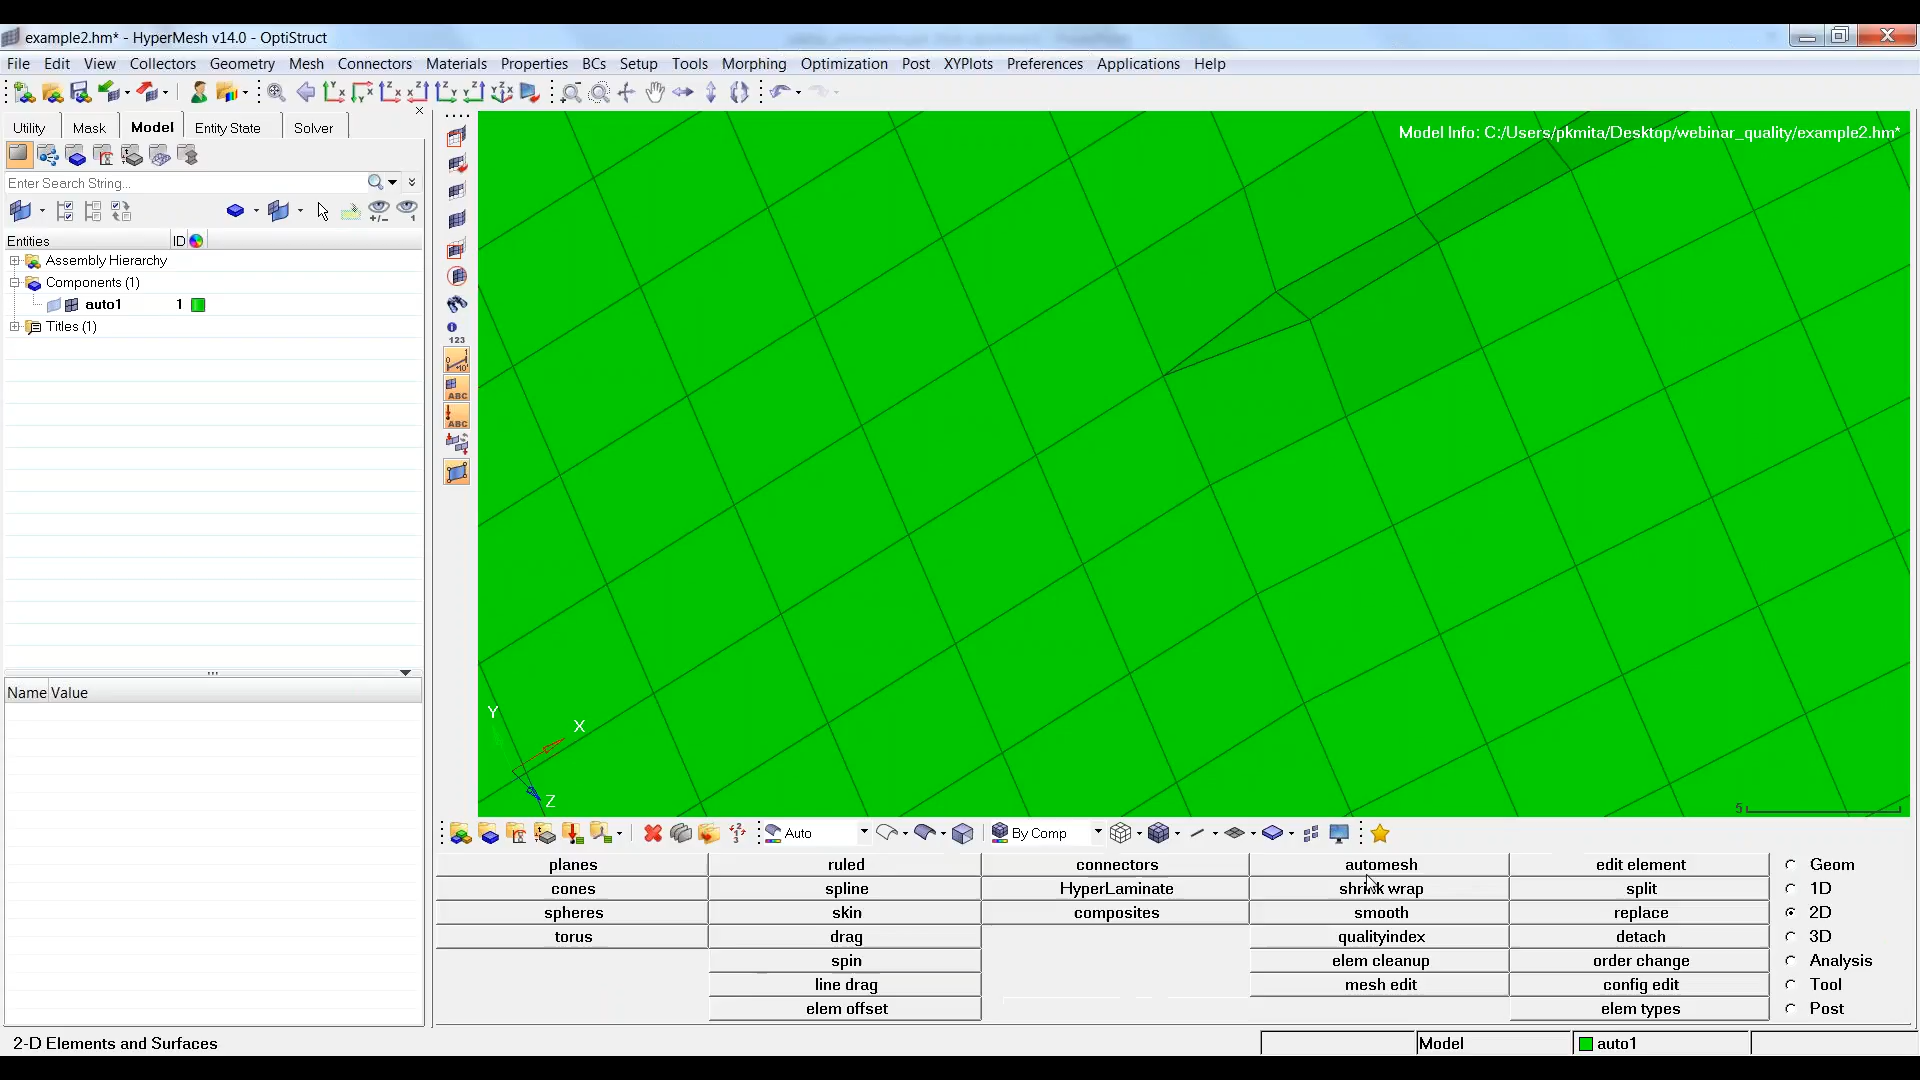 example2.hm* - HyperMesh v14.0 - OptiStruct
File Edit View Collectors Geometry Mesh Connectors Materials Properties BCs Setup Tools Morphing Optimization Post XYPlots Preferences Applications Help
Utility Mask Model Entity State Solver
Model Info: C:/Users/pkmita/Desktop/webinar_quality/example2.hm*
Enter Search String...
Entities ID
Assembly Hierarchy
Components (1)
auto1 1
Titles (1)
123
ABC
ABC
Name Value
Y
X
Z
5
Auto
By Comp
planes ruled connectors automesh edit element Geom
cones spline HyperLaminate shrink wrap split 1D
spheres skin composites smooth replace 2D
torus drag qualityindex detach 3D
spin elem cleanup order change Analysis
line drag mesh edit config edit Tool
elem offset elem types Post
2-D Elements and Surfaces
Model
auto1